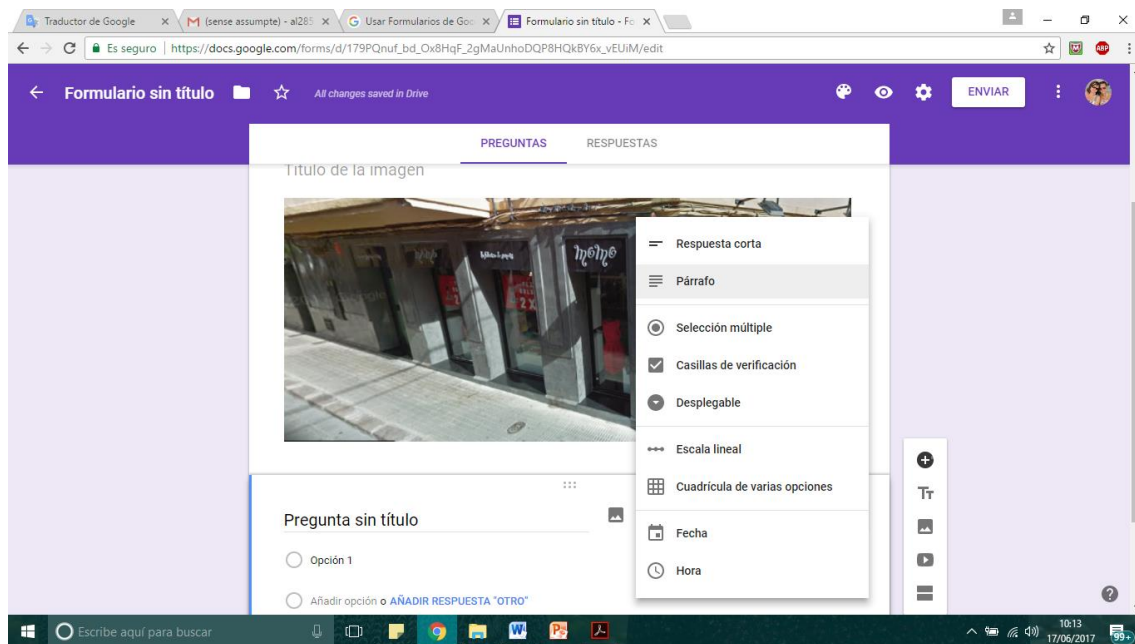 Traductor de Google
(sense assumpte) - al285
Usar Formularios de Goo
Formulario sin título - Fo
Es seguro
https://docs.google.com/forms/d/179PQnuf_bd_Ox8HqF_2gMaUnhoDQP8HQkBY6x_vEUiM/edit
ABP
Formulario sin título
All changes saved in Drive
ENVIAR
PREGUNTAS
RESPUESTAS
Título de la imagen
momo
Respuesta corta
Párrafo
Selección múltiple
Casillas de verificación
Desplegable
Escala lineal
Cuadrícula de varias opciones
Fecha
Hora
Pregunta sin título
Opción 1
Añadir opción o AÑADIR RESPUESTA "OTRO"
Escribe aquí para buscar
10:13
17/06/2017
99+